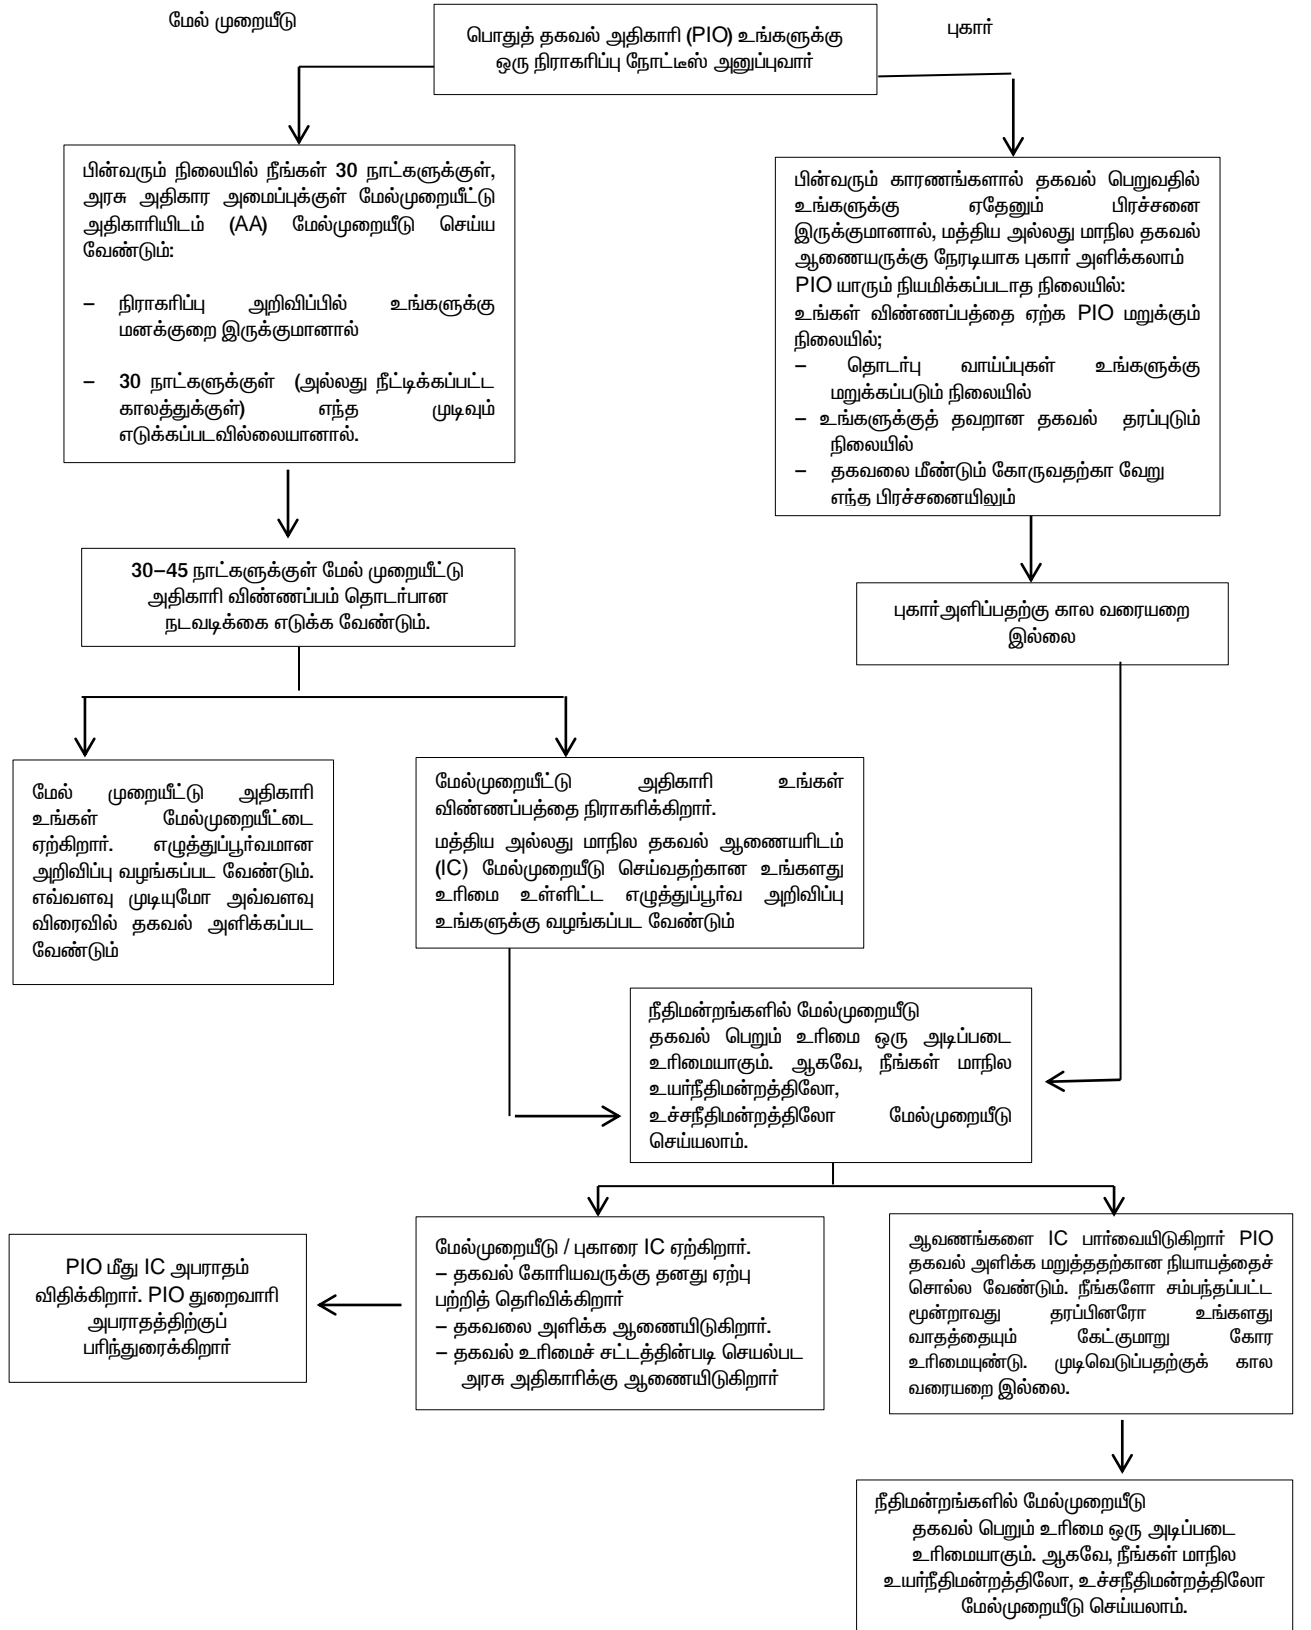 மேல் முறையீடு
பொதுத் தகவல் அதிகாரி (PIO) உங்களுக்கு
ஒரு நிராகரிப்பு நோட்டீஸ் அனுப்புவார்
புகார்
பின்வரும் நிலையில் நீங்கள் 30 நாட்களுக்குள்,
அரசு அதிகார அமைப்புக்குள் மேல்முறையீட்டு
அதிகாரியிடம் (AA) மேல்முறையீடு செய்ய
வேண்டும்:
– நிராகரிப்பு அறிவிப்பில் உங்களுக்கு
மனக்குறை இருக்குமானால்
– 30 நாட்களுக்குள் (அல்லது நீட்டிக்கப்பட்ட
காலத்துக்குள்) எந்த முடிவும்
எடுக்கப்படவில்லையானால்.
பின்வரும் காரணங்களால் தகவல் பெறுவதில்
உங்களுக்கு ஏதேனும் பிரச்சனை
இருக்குமானால், மத்திய அல்லது மாநில தகவல்
ஆணையருக்கு நேரடியாக புகார் அளிக்கலாம்
PIO யாரும் நியமிக்கப்படாத நிலையில்:
உங்கள் விண்ணப்பத்தை ஏற்க PIO மறுக்கும்
நிலையில்;
– தொடர்பு வாய்ப்புகள் உங்களுக்கு
மறுக்கப்படும் நிலையில்
– உங்களுக்குத் தவறான தகவல் தரப்புடும்
நிலையில்
– தகவலை மீண்டும் கோருவதற்கா வேறு
எந்த பிரச்சனையிலும்
30–45 நாட்களுக்குள் மேல் முறையீட்டு
அதிகாரி விண்ணப்பம் தொடர்பான
நடவடிக்கை எடுக்க வேண்டும்.
புகார்அளிப்பதற்கு கால வரையறை
இல்லை
மேல் முறையீட்டு அதிகாரி
உங்கள் மேல்முறையீட்டை
ஏற்கிறார். எழுத்துப்பூர்வமான
அறிவிப்பு வழங்கப்பட வேண்டும்.
எவ்வளவு முடியுமோ அவ்வளவு
விரைவில் தகவல் அளிக்கப்பட
வேண்டும்
மேல்முறையீட்டு அதிகாரி உங்கள்
விண்ணப்பத்தை நிராகரிக்கிறார்.
மத்திய அல்லது மாநில தகவல் ஆணையரிடம்
(IC) மேல்முறையீடு செய்வதற்கான உங்களது
உரிமை உள்ளிட்ட எழுத்துப்பூர்வ அறிவிப்பு
உங்களுக்கு வழங்கப்பட வேண்டும்
நீதிமன்றங்களில் மேல்முறையீடு
தகவல் பெறும் உரிமை ஒரு அடிப்படை
உரிமையாகும். ஆகவே, நீங்கள் மாநில
உயர்நீதிமன்றத்திலோ,
உச்சநீதிமன்றத்திலோ மேல்முறையீடு
செய்யலாம்.
PIO மீது IC அபராதம்
விதிக்கிறார். PIO துறைவாரி
அபராதத்திற்குப்
பரிந்துரைக்கிறார்
மேல்முறையீடு / புகாரை IC ஏற்கிறார்.
– தகவல் கோரியவருக்கு தனது ஏற்பு
பற்றித் தெரிவிக்கிறார்
– தகவலை அளிக்க ஆணையிடுகிறார்.
– தகவல் உரிமைச் சட்டத்தின்படி செயல்பட
அரசு அதிகாரிக்கு ஆணையிடுகிறார்
ஆவணங்களை IC பார்வையிடுகிறார் PIO
தகவல் அளிக்க மறுத்ததற்கான நியாயத்தைச்
சொல்ல வேண்டும். நீங்களோ சம்பந்தப்பட்ட
மூன்றாவது தரப்பினரோ உங்களது
வாதத்தையும் கேட்குமாறு கோர
உரிமையுண்டு. முடிவெடுப்பதற்குக் கால
வரையறை இல்லை.
நீதிமன்றங்களில் மேல்முறையீடு
தகவல் பெறும் உரிமை ஒரு அடிப்படை
உரிமையாகும். ஆகவே, நீங்கள் மாநில
உயர்நீதிமன்றத்திலோ, உச்சநீதிமன்றத்திலோ
மேல்முறையீடு செய்யலாம்.